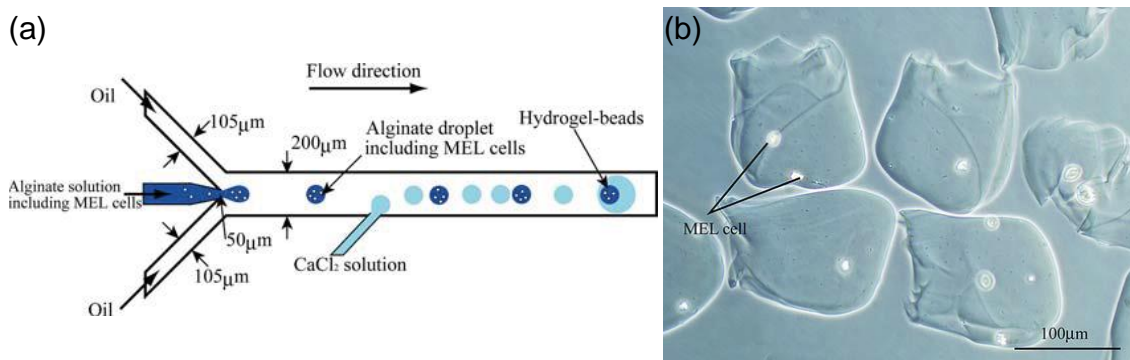 (a)
Flow direction
Oil
105μm
200μm
Alginate droplet
including MEL cells
Hydrogel-beads
Alginate solution
including MEL cells
50μm
CaCl₂ solution
105μm
Oil
(b)
MEL cell
100μm